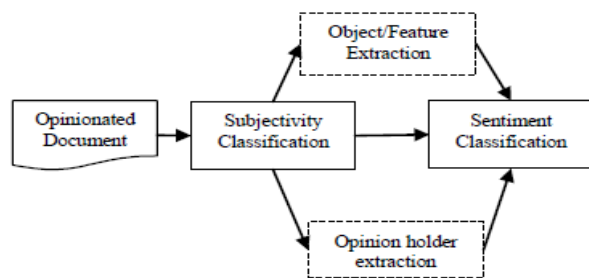 Object/Feature
Extraction
Opinionated
Document
Subjectivity
Classification
Sentiment
Classification
Opinion holder
extraction